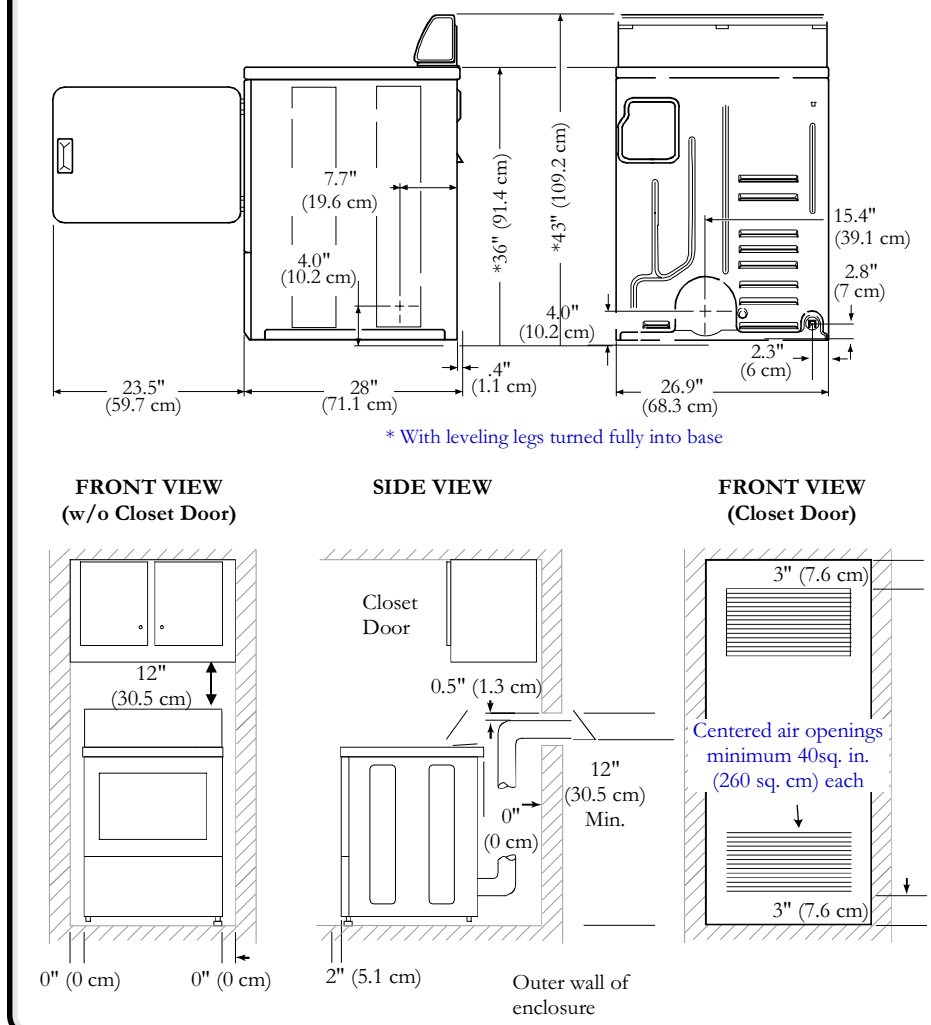 7.7"
(19.6 cm)
4.0"
(10.2 cm)
*36" (91.4 cm)
*43" (109.2 cm)
15.4"
(39.1 cm)
2.8"
(7 cm)
4.0"
(10.2 cm)
2.3"
(6 cm)
.4"
(1.1 cm)
23.5"
(59.7 cm)
28"
(71.1 cm)
26.9"
(68.3 cm)
* With leveling legs turned fully into base
FRONT VIEW
(w/o Closet Door)
SIDE VIEW
FRONT VIEW
(Closet Door)
12"
(30.5 cm)
0" (0 cm)
0" (0 cm)
Closet
Door
0.5" (1.3 cm)
12"
(30.5 cm)
Min.
0"
(0 cm)
2" (5.1 cm)
Outer wall of
enclosure
3" (7.6 cm)
Centered air openings
minimum 40sq. in.
(260 sq. cm) each
3" (7.6 cm)